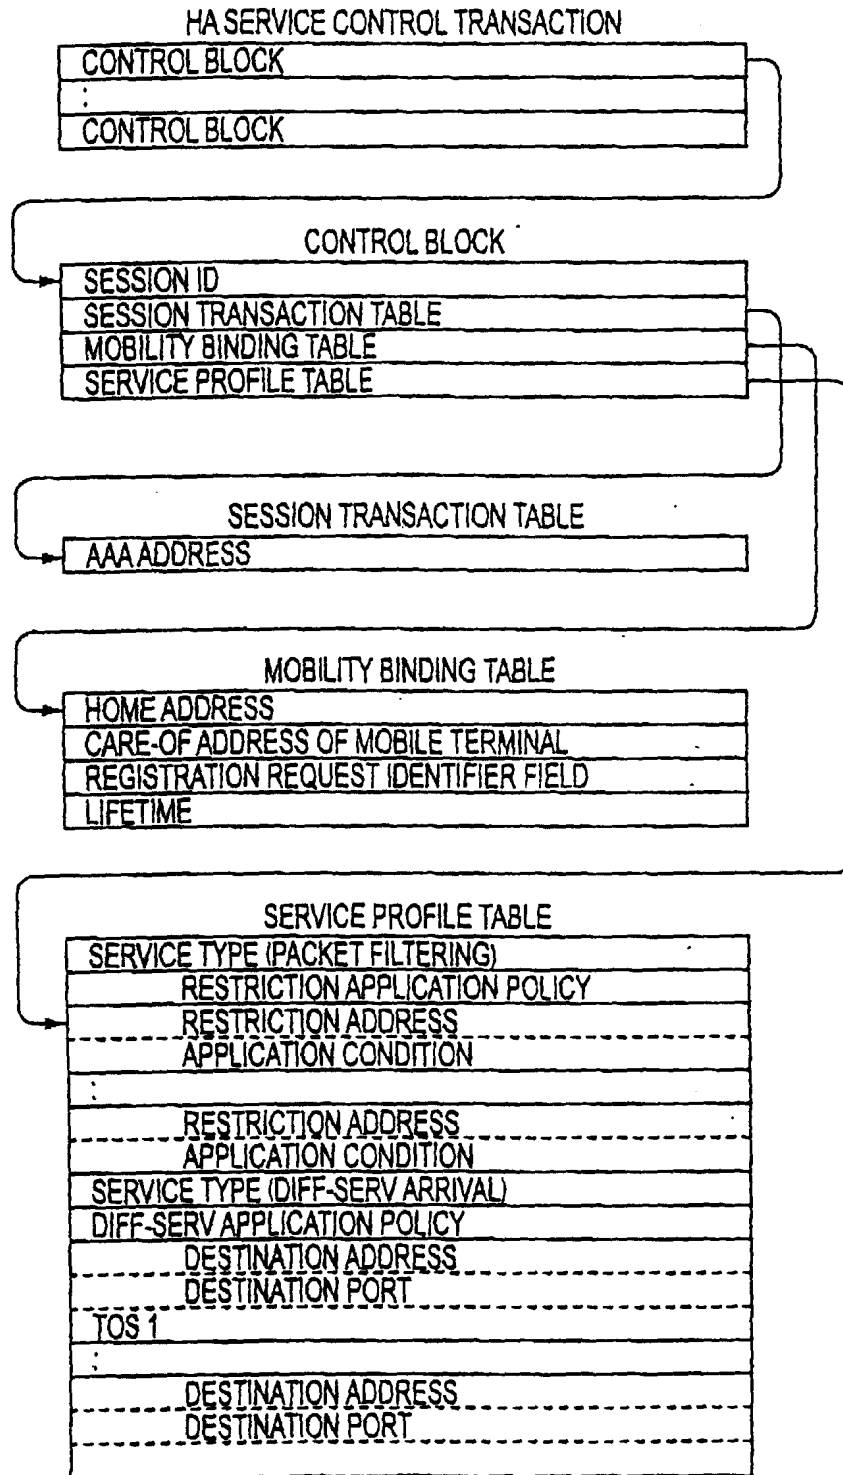 HA SERVICE CONTROL TRANSACTION
CONTROL BLOCK
:
CONTROL BLOCK
CONTROL BLOCK
SESSION ID
SESSION TRANSACTION TABLE
MOBILITY BINDING TABLE
SERVICE PROFILE TABLE
SESSION TRANSACTION TABLE
AAA ADDRESS
MOBILITY BINDING TABLE
HOME ADDRESS
CARE-OF ADDRESS OF MOBILE TERMINAL
REGISTRATION REQUEST IDENTIFIER FIELD
LIFETIME
SERVICE PROFILE TABLE
SERVICE TYPE (PACKET FILTERING)
RESTRICTION APPLICATION POLICY
RESTRICTION ADDRESS
APPLICATION CONDITION
:
RESTRICTION ADDRESS
APPLICATION CONDITION
SERVICE TYPE (DIFF-SERV ARRIVAL)
DIFF-SERV APPLICATION POLICY
DESTINATION ADDRESS
DESTINATION PORT
TOS 1
:
DESTINATION ADDRESS
DESTINATION PORT